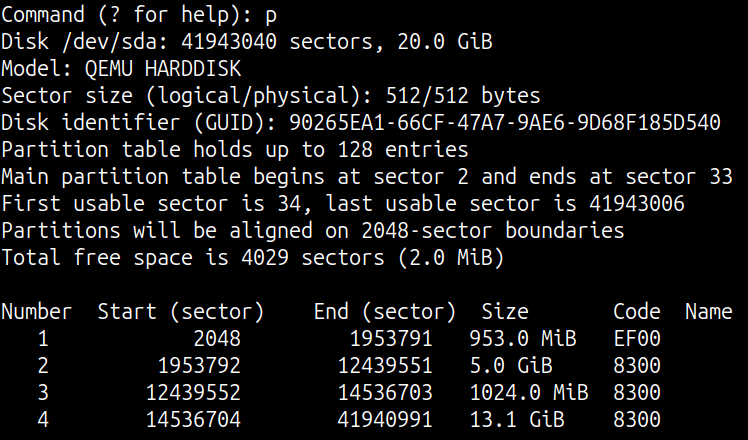 Command (? for help): p
Disk /dev/sda: 41943040 sectors, 20.0 GiB
Model: QEMU HARDDISK
Sector size (logical/physical): 512/512 bytes
Disk identifier (GUID): 90265EA1-66CF-47A7-9AE6-9D68F185D540
Partition table holds up to 128 entries
Main partition table begins at sector 2 and ends at sector 33
First usable sector is 34, last usable sector is 41943006
Partitions will be aligned on 2048-sector boundaries
Total free space is 4029 sectors (2.0 MiB)

Number  Start (sector)    End (sector)  Size       Code  Name
   1            2048         1953791   953.0 MiB   EF00
   2         1953792        12439551   5.0 GiB     8300
   3        12439552        14536703   1024.0 MiB  8300
   4        14536704        41940991   13.1 GiB    8300